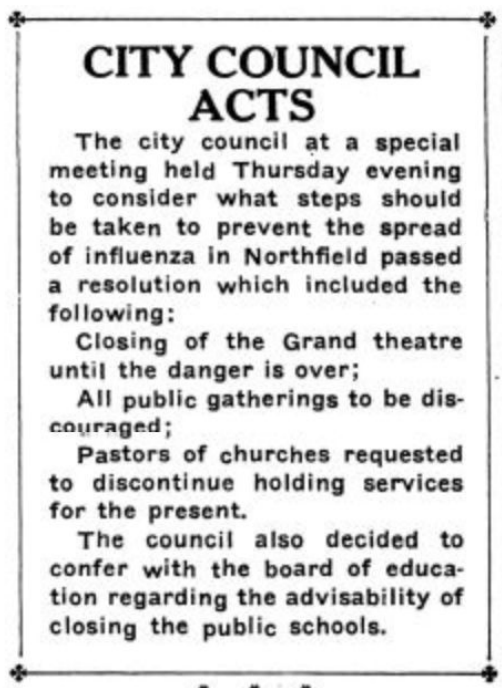 CITY COUNCIL
ACTS
The city council at a special
meeting held Thursday evening
to consider what steps should
be taken to prevent the spread
of influenza in Northfield passed
a resolution which included the
following:
Closing of the Grand theatre
until the danger is over;
All public gatherings to be dis-
couraged;
Pastors of churches requested
to discontinue holding services
for the present.
The council also decided to
confer with the board of educa-
tion regarding the advisability of
closing the public schools.